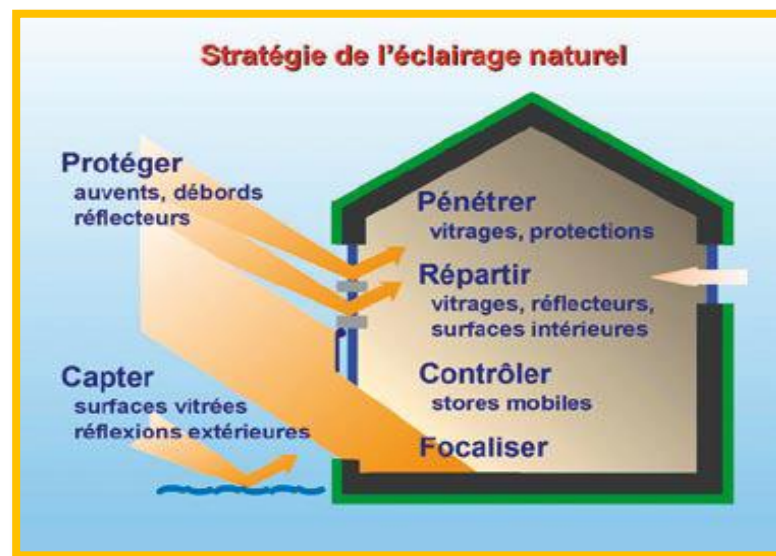 Stratégie de l'éclairage naturel
Protéger
auvents, débords
réflecteurs
Capter
surfaces vitrées
réflexions extérieures
Pénétrer
vitrages, protections
Répartir
vitrages, réflecteurs,
surfaces intérieures
Contrôler
stores mobiles
Focaliser